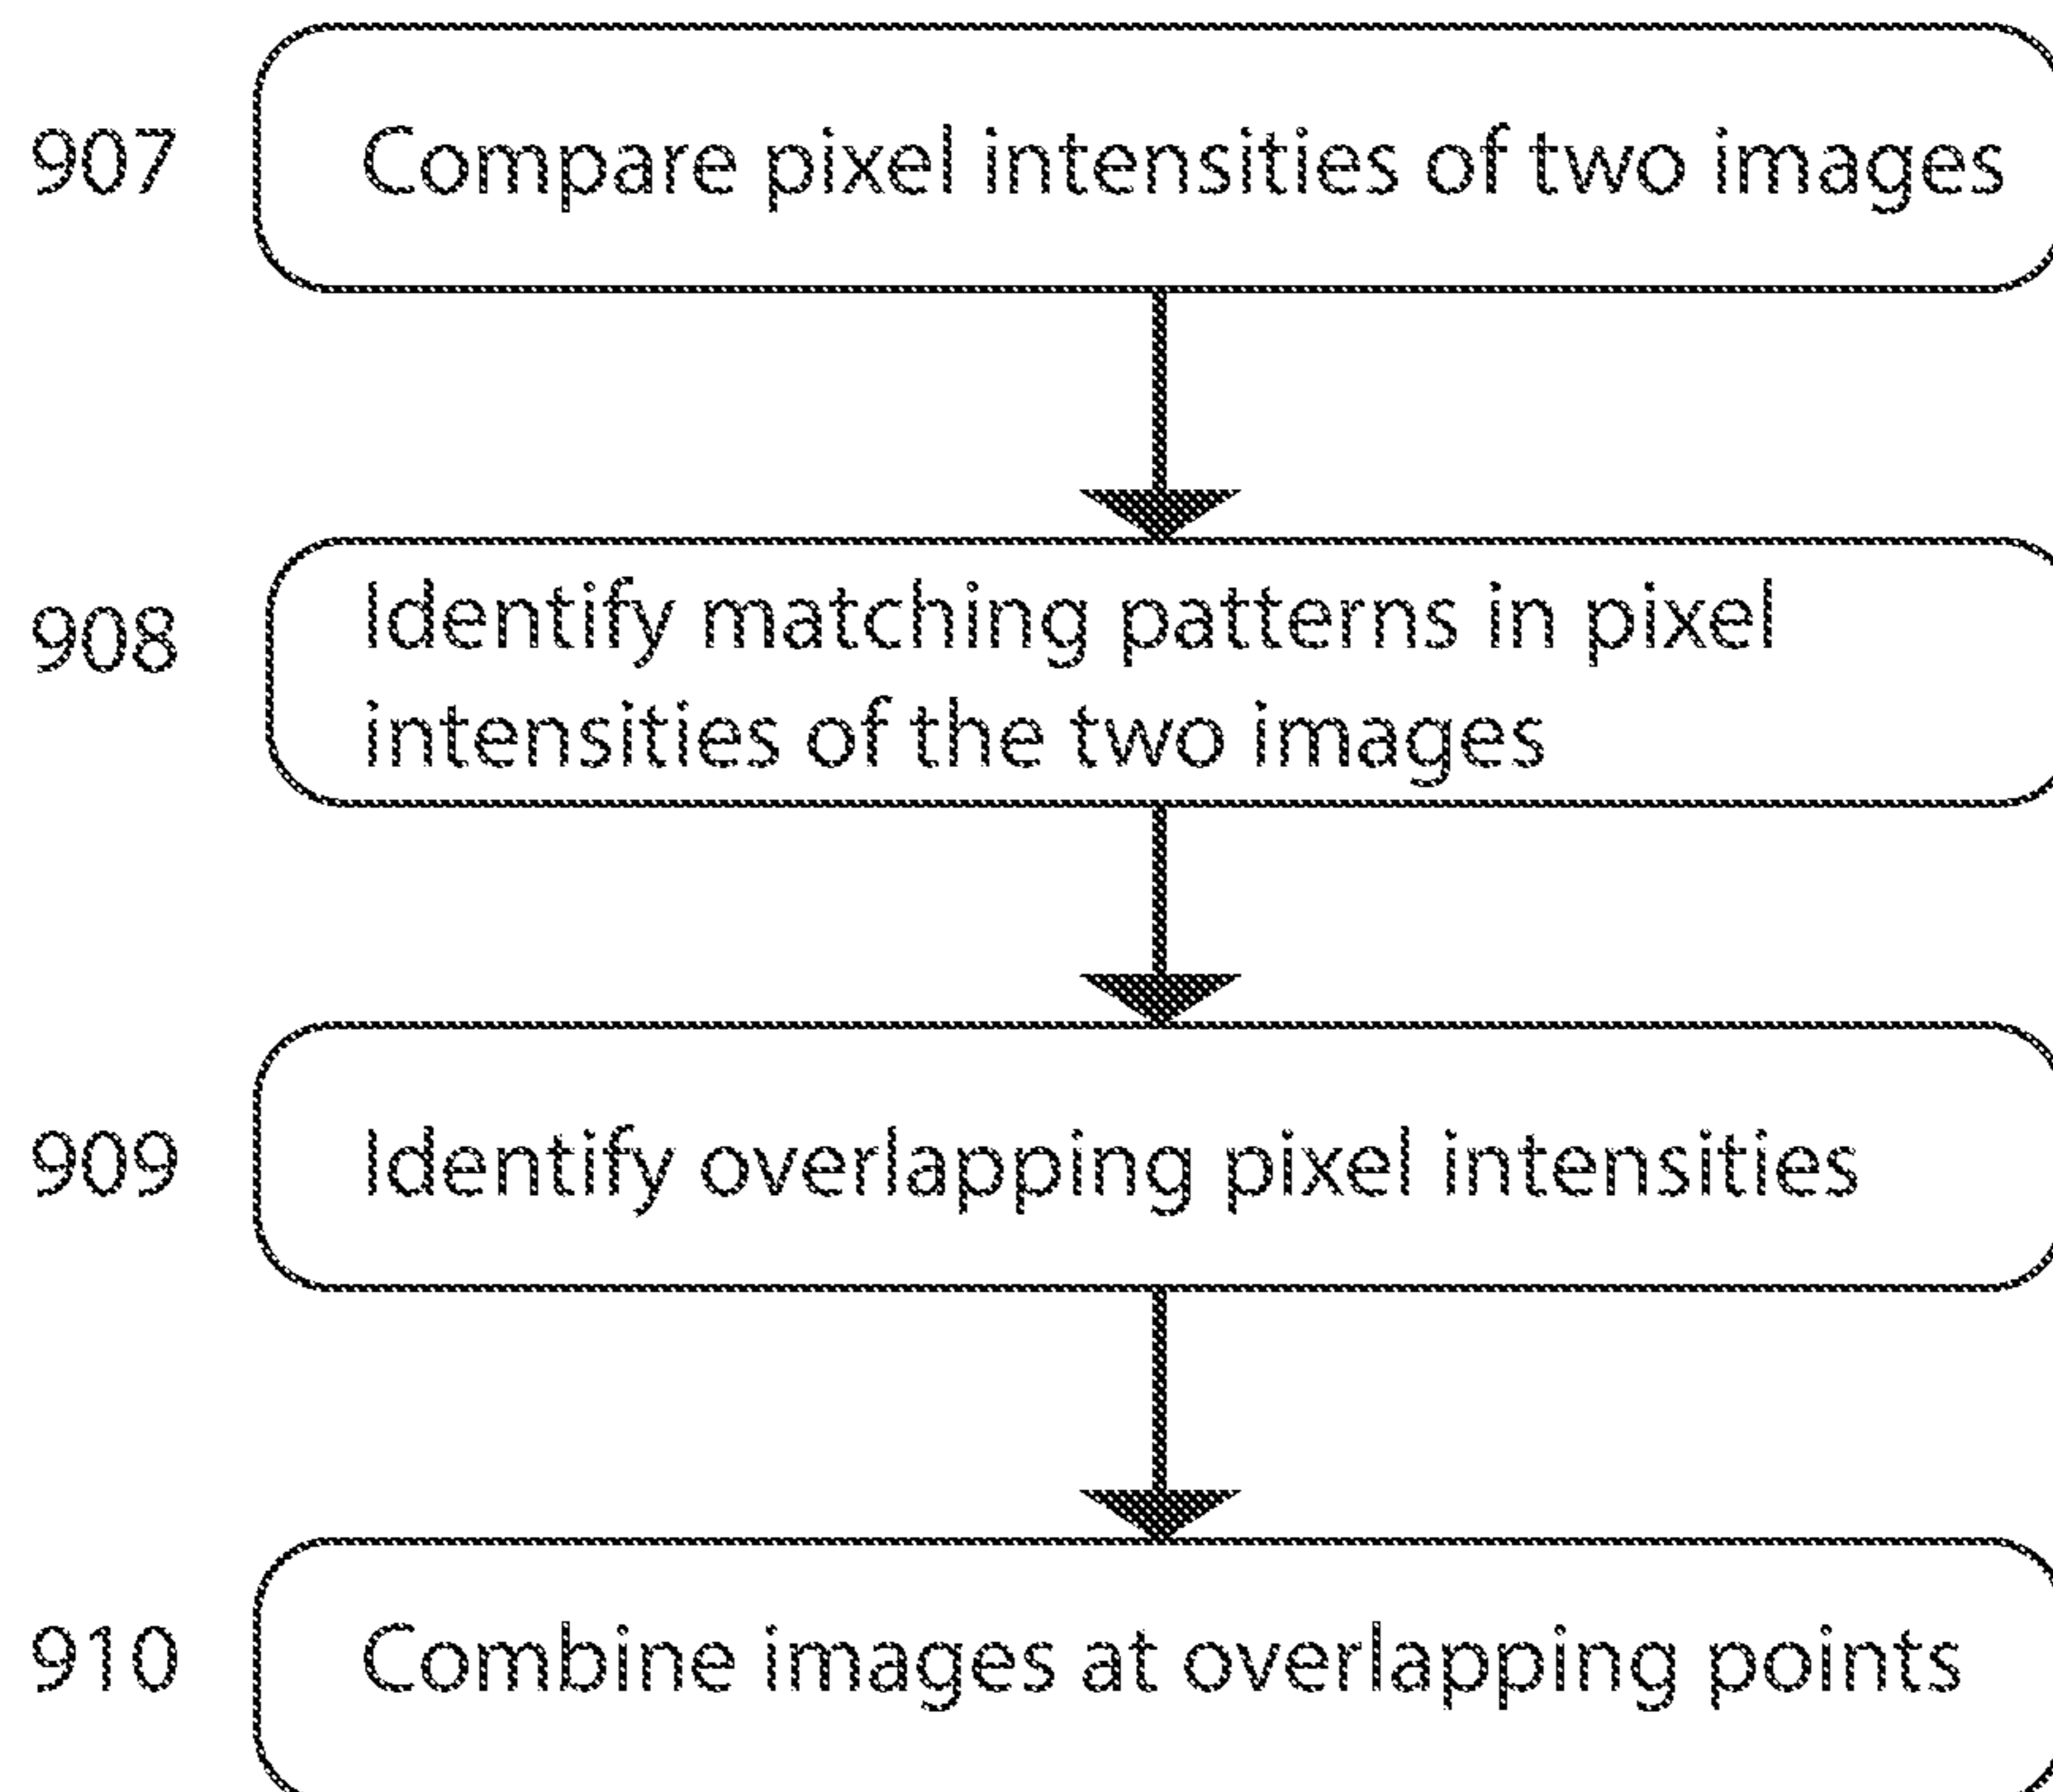 907 Compare pixel intensities of two images
908 Identify matching patterns in pixel
intensities of the two images
909 Identify overlapping pixel intensities
910 Combine images at overlapping points